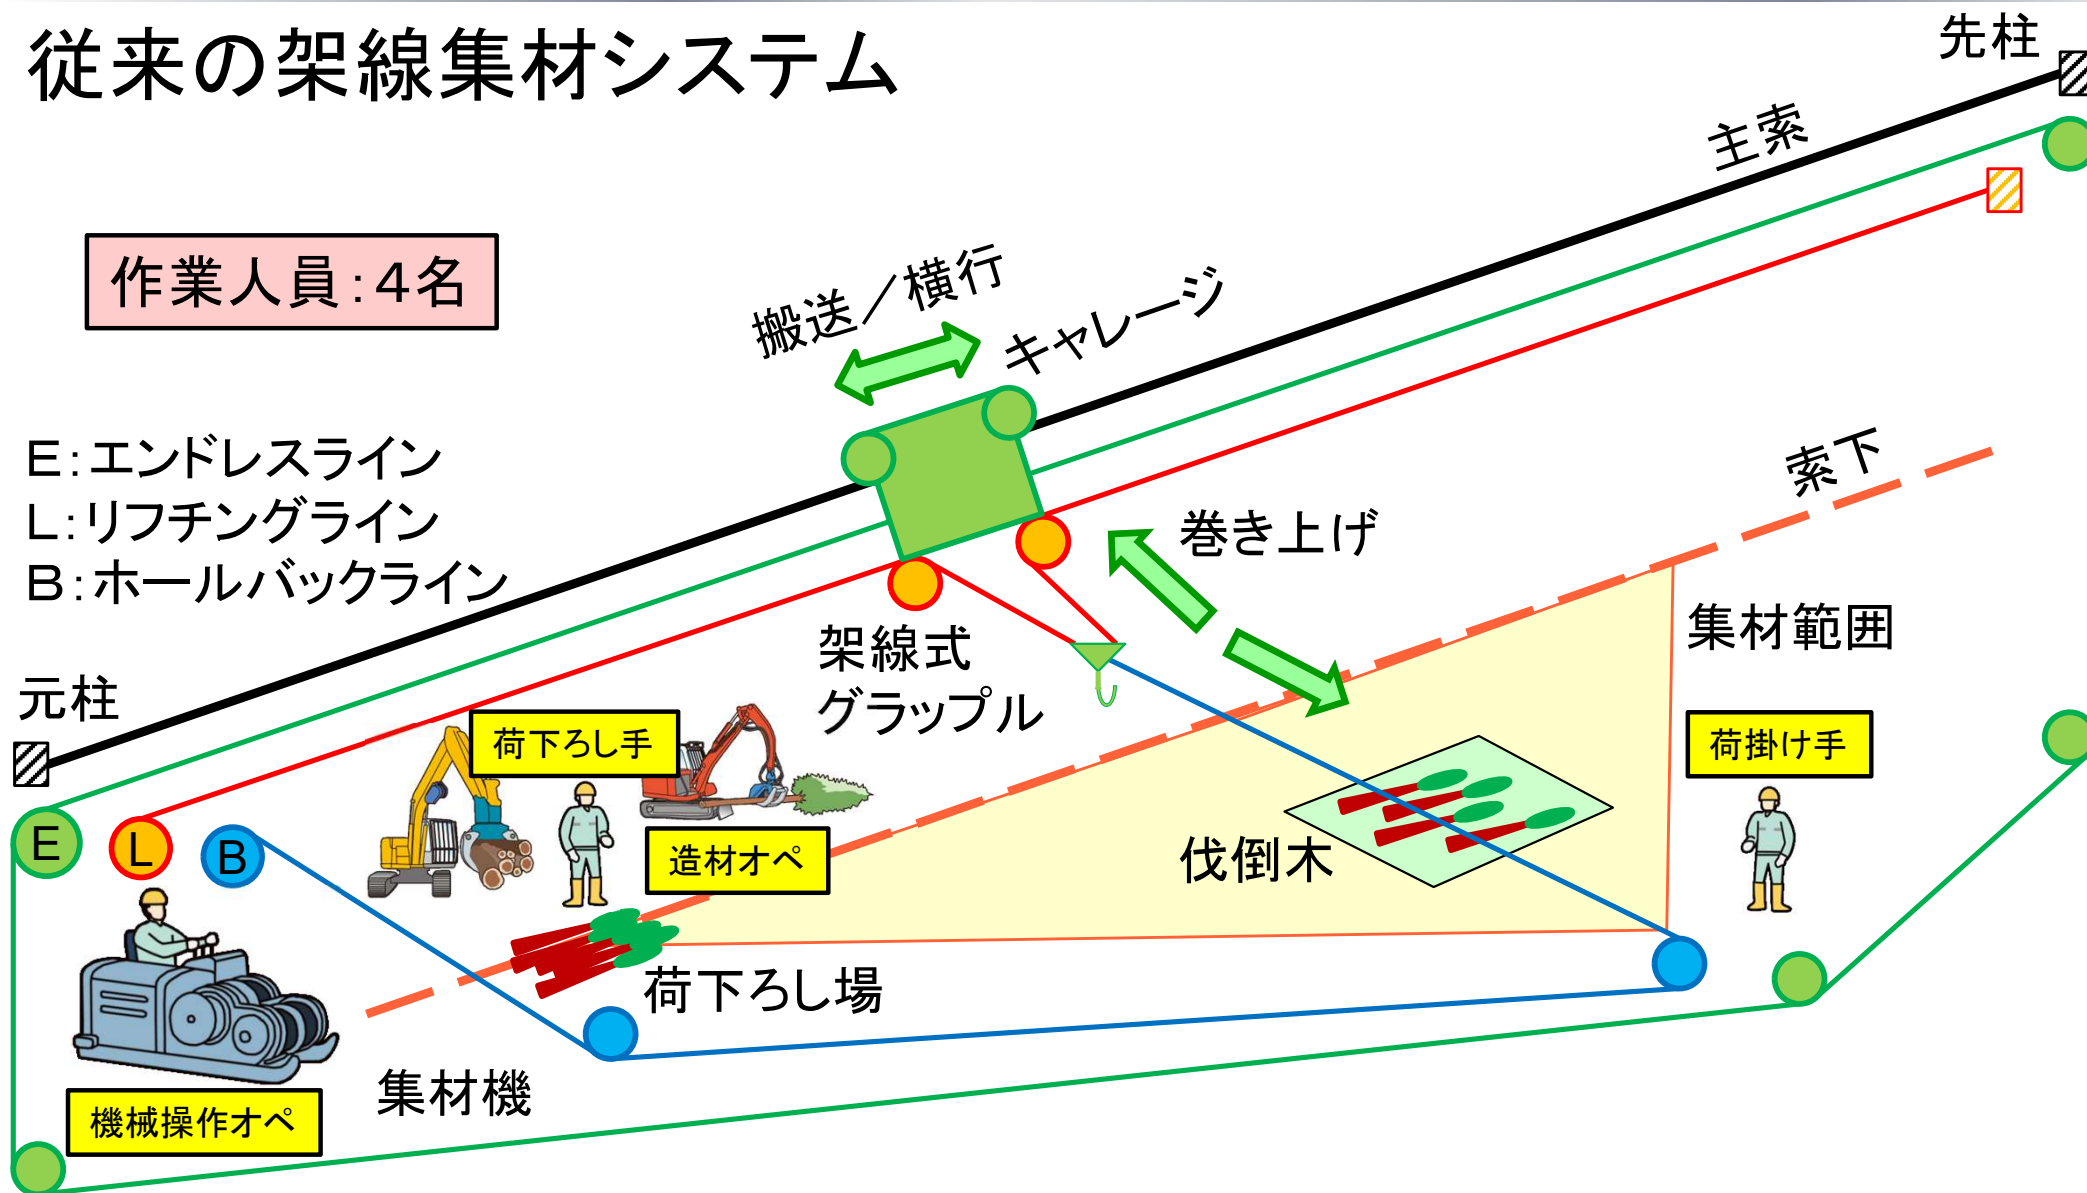 従来の架線集材システム
先柱
主索
作業人員:4名
搬送/横行
キャレージ
E:エンドレスライン
L:リフチングライン
B:ホールバックライン
索下
巻き上げ
集材範囲
架線式
グラップル
元柱
荷下ろし手
荷掛け手
E
L
B
造材オペ
伐倒木
荷下ろし場
集材機
機械操作オペ